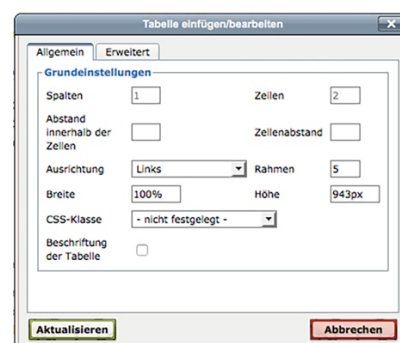 Tabelle einfügen/bearbeiten X
Allgemein Erweitert
Grundeinstellungen
Spalten 1 Zellen 2
Abstand
innerhalb der
Zellen
Zellenabstand
Ausrichtung Links Rahmen 5
Breite 100% Höhe 943px
CSS-Klasse - nicht festgelegt -
Beschriftung
der Tabelle
Aktualisieren Abbrechen